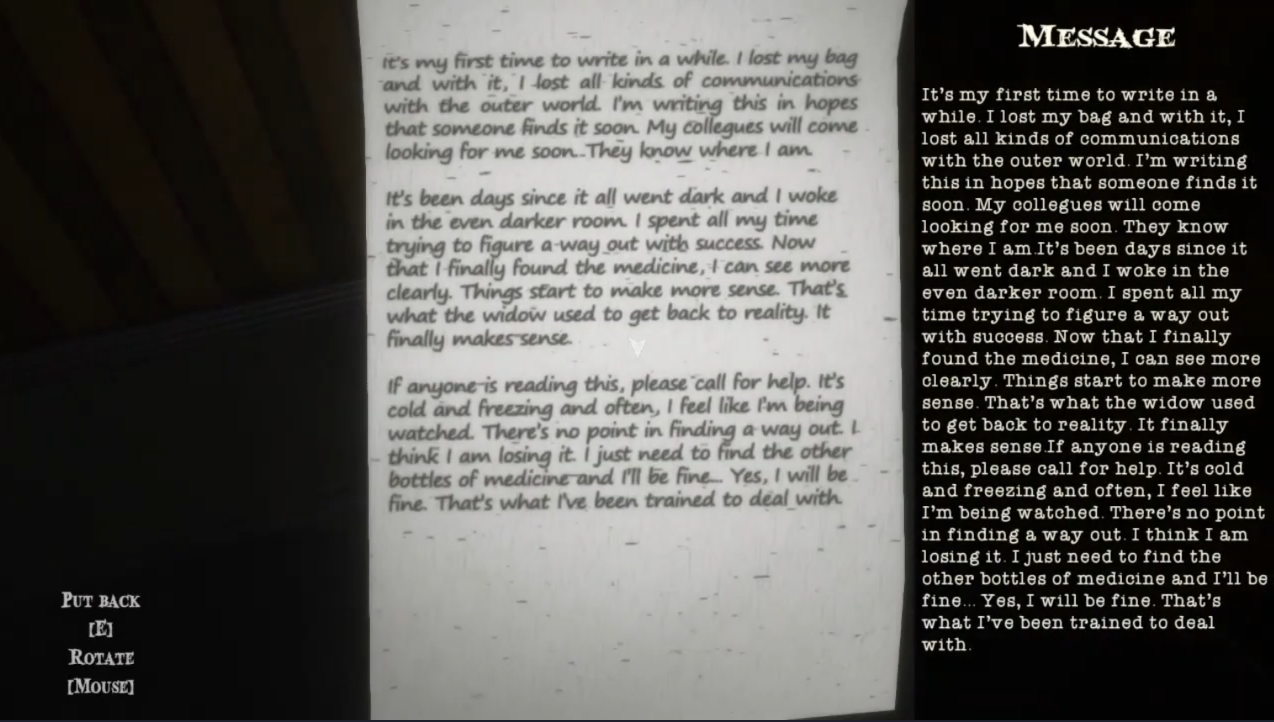 it's my first time to write in a while. I lost my bag
and with it, I lost all kinds of communications
with the outer world. I'm writing this in hopes
that someone finds it soon. My collegues will come
looking for me soon. They know where I am.
It's been days since it all went dark and I woke
in the even darker room. I spent all my time
trying to figure a way out with success. Now
that I finally found the medicine, I can see more
clearly. Things start to make more sense. That's
what the widow used to get back to reality. It
finally makes sense.
If anyone is reading this, please call for help. It's
cold and freezing and often, I feel like I'm being
watched. There's no point in finding a way out. I
think I am losing it. I just need to find the other
bottles of medicine and I'll be fine... Yes, I will be
fine. That's what I've been trained to deal with.
MESSAGE
It's my first time to write in a
while. I lost my bag and with it, I
lost all kinds of communications
with the outer world. I'm writing
this in hopes that someone finds it
soon. My collegues will come
looking for me soon. They know
where I am.It's been days since it
all went dark and I woke in the
even darker room. I spent all my
time trying to figure a way out
with success. Now that I finally
found the medicine, I can see more
clearly. Things start to make more
sense. That's what the widow used
to get back to reality. It finally
makes sense.If anyone is reading
this, please call for help. It's cold
and freezing and often, I feel like
I'm being watched. There's no point
in finding a way out. I think I am
losing it. I just need to find the
other bottles of medicine and I'll be
fine... Yes, I will be fine. That's
what I've been trained to deal
with.
PUT BACK
[E]
ROTATE
[MOUSE]